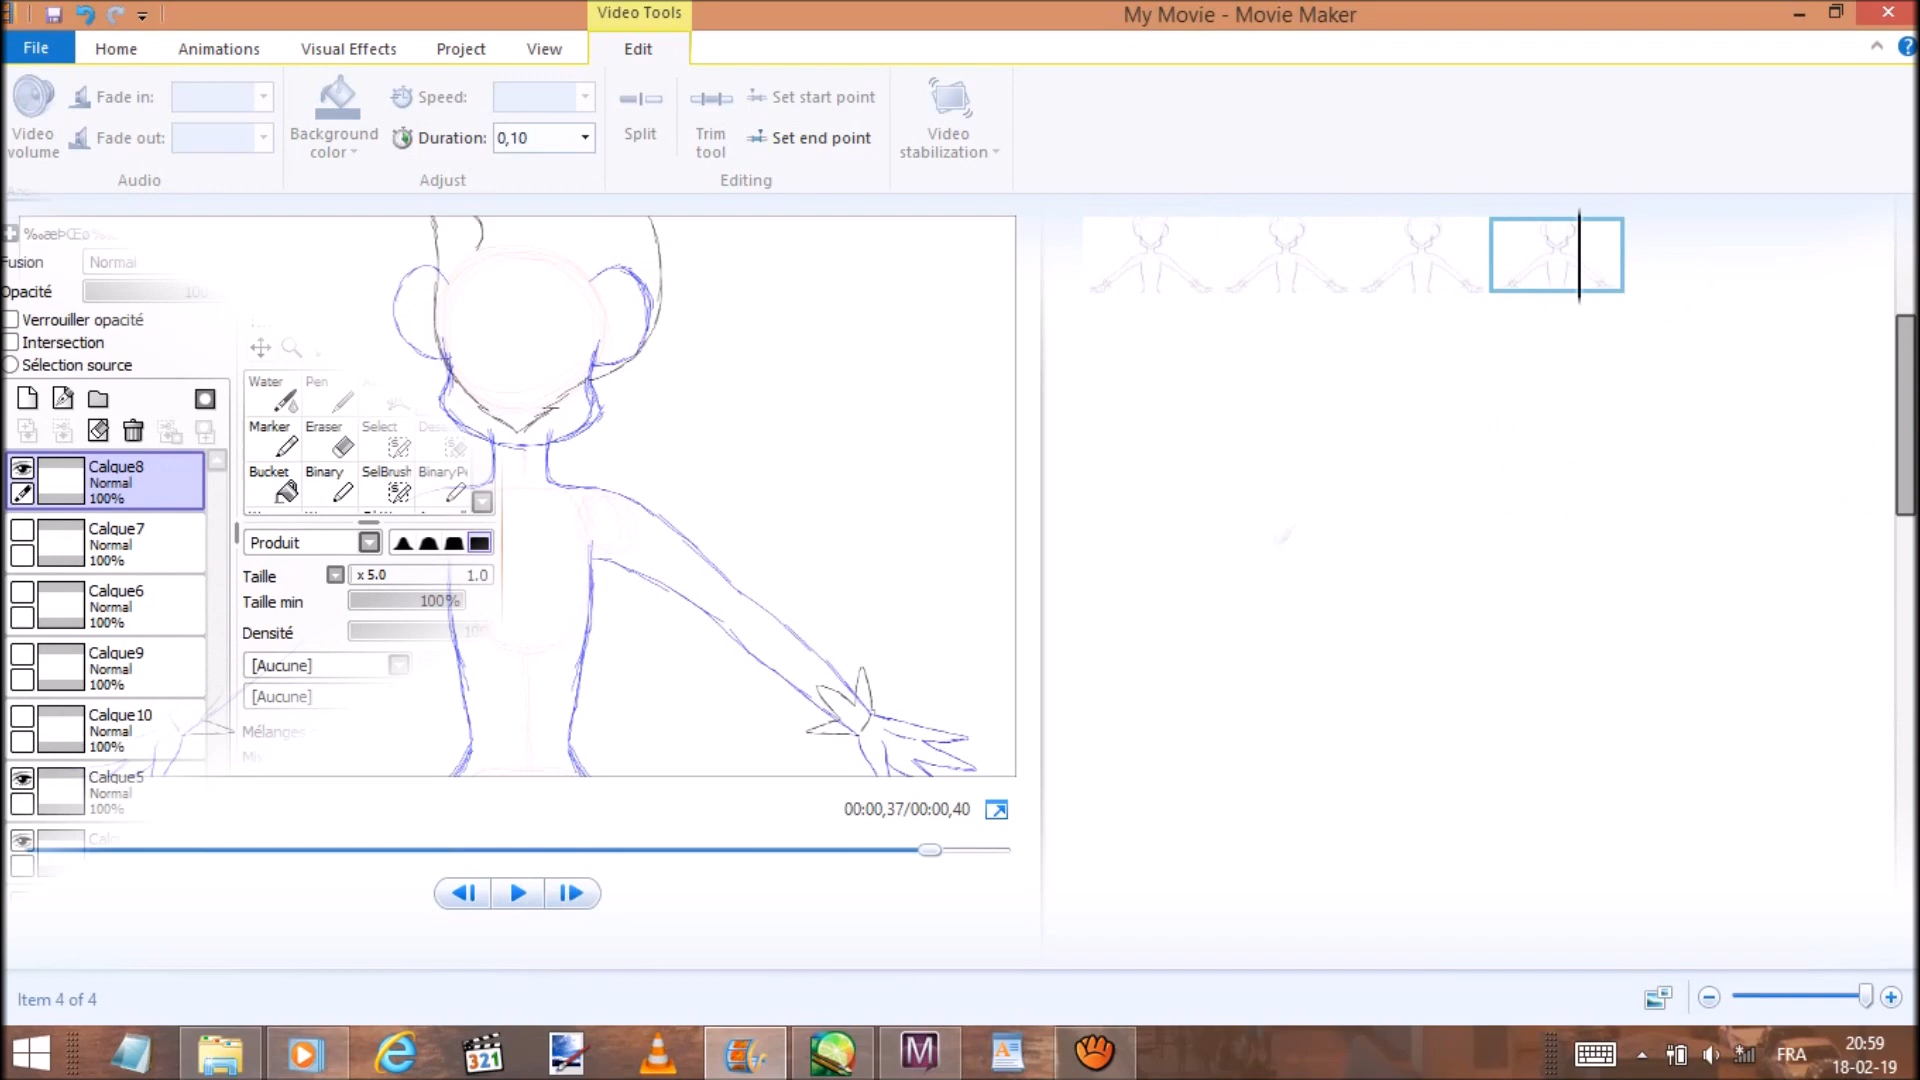 Video Tools
My Movie - Movie Maker
File
Home
Animations
Visual Effects
Project
View
Edit
Fade in:
Speed:
Set start point
Fade out:
Duration: 0,10
Set end point
Video volume
Background color
Split
Trim tool
Video stabilization
Audio
Adjust
Editing
Fusion
Normal
Opacité
100
Verrouiller opacité
Intersection
Sélection source
Water
Pen
Marker
Eraser
Select
Bucket
Binary
SelBrush
BinaryPe
Calque8
Normal
100%
Calque7
Normal
100%
Calque6
Normal
100%
Calque9
Normal
100%
Calque10
Normal
100%
Calque5
Normal
100%
Produit
Taille
x 5.0
1.0
Taille min
100%
Densité
100
[Aucune]
[Aucune]
Mélanges
00:00,37/00:00,40
Item 4 of 4
321
FRA
20:59
18-02-19